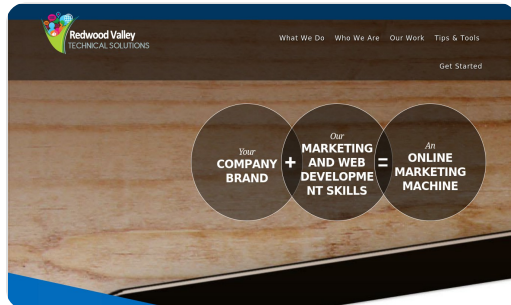 Redwood Valley
TECHNICAL SOLUTIONS
What We Do Who We Are Our Work Tips & Tools
Get Started
Your
COMPANY
BRAND
+
Our
MARKETING
AND WEB
DEVELOPME
NT SKILLS
=
An
ONLINE
MARKETING
MACHINE